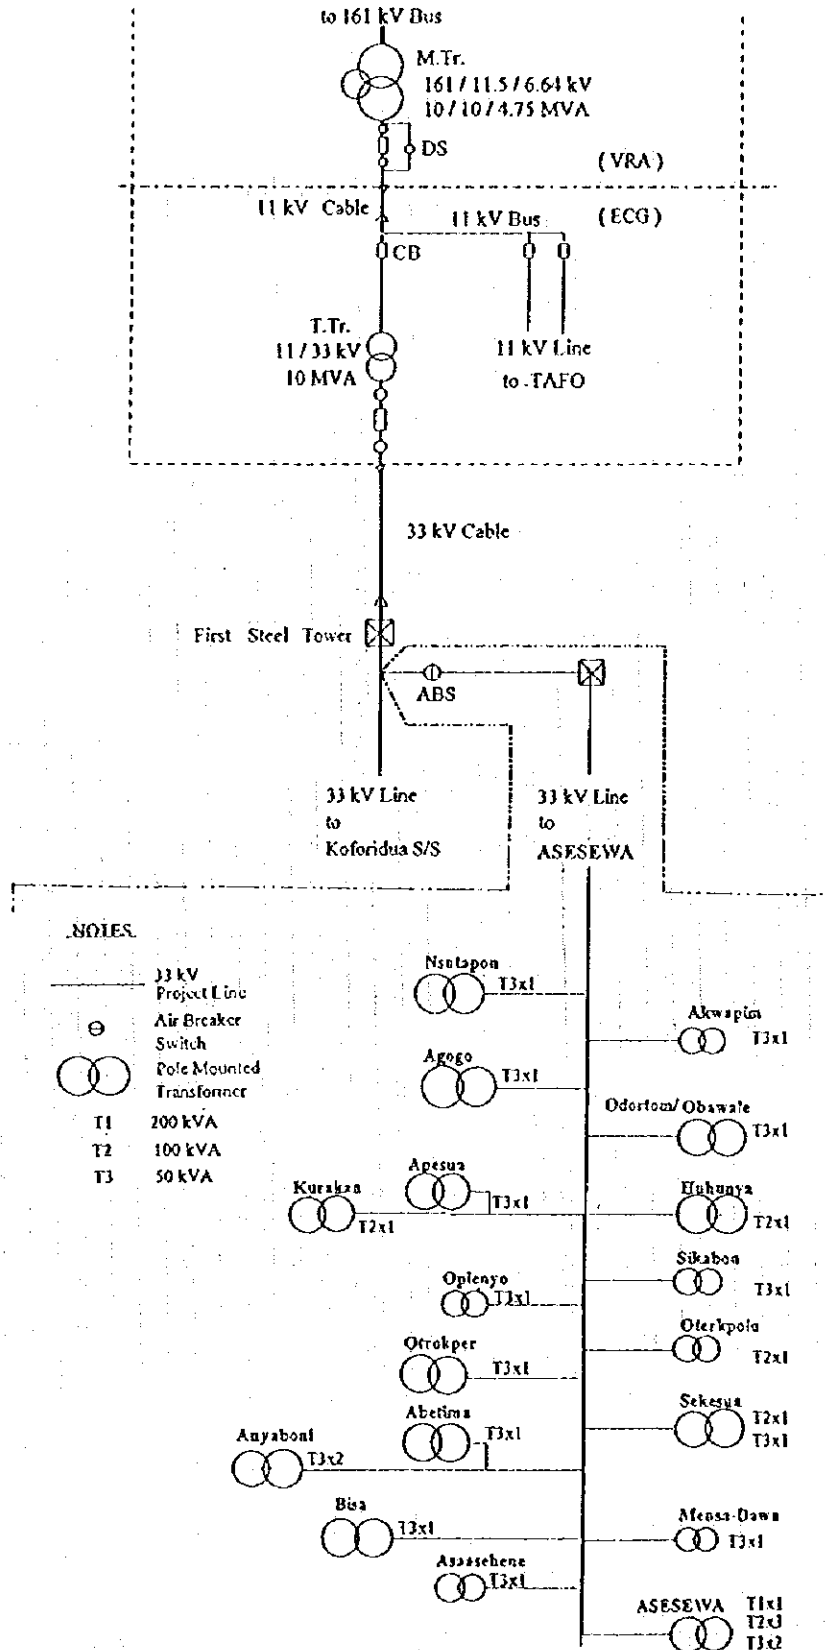 to 161 kV Bus
M.Tr.
161 / 11.5 / 6.64 kV
10 / 10 / 4.75 MVA
DS
( VRA )
11 kV Cable
11 kV Bus
( ECG )
CB
T.Tr.
11 / 33 kV
10 MVA
11 kV Line
to TAFO
33 kV Cable
First Steel Tower
ABS
33 kV Line
to
Koforidua S/S
33 kV Line
to
ASESEWA
NOTES
33 kV
Project Line
Air Breaker
Switch
Pole Mounted
Transformer
T1 200 kVA
T2 100 kVA
T3 50 kVA
Nsutapon
T3x1
Akwapim
T3x1
Agogo
T3x1
Odortom/Obawale
T3x1
Apesua
T3x1
Kurakan
T2x1
Huhunya
T2x1
Sikabon
T3x1
Oplenyo
T3x1
Oterkpolu
T2x1
Otrokper
T3x1
Sekesua
T2x1
T3x1
Abetima
T3x1
Anyaboni
T3x2
Bisa
T3x1
Mensa-Dawa
T3x1
Asaasehene
T3x1
ASESEWA
T1x1
T2x3
T3x2